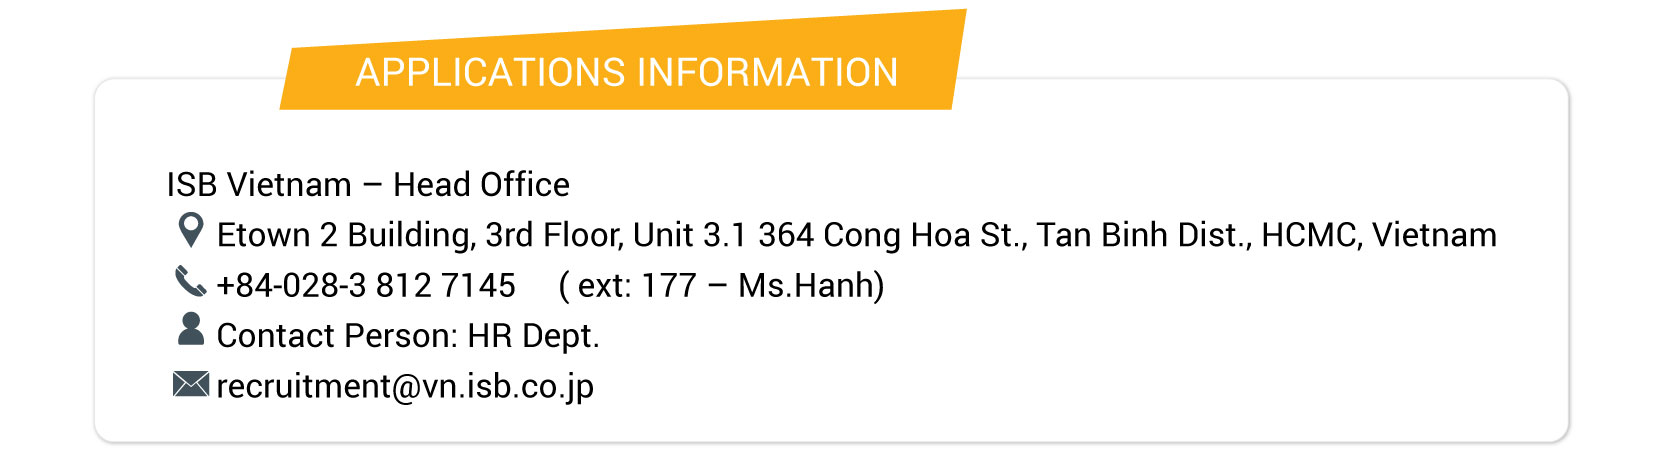 APPLICATIONS INFORMATION
ISB Vietnam – Head Office
Etown 2 Building, 3rd Floor, Unit 3.1 364 Cong Hoa St., Tan Binh Dist., HCMC, Vietnam
+84-028-3 812 7145 ( ext: 177 – Ms.Hanh)
Contact Person: HR Dept.
recruitment@vn.isb.co.jp